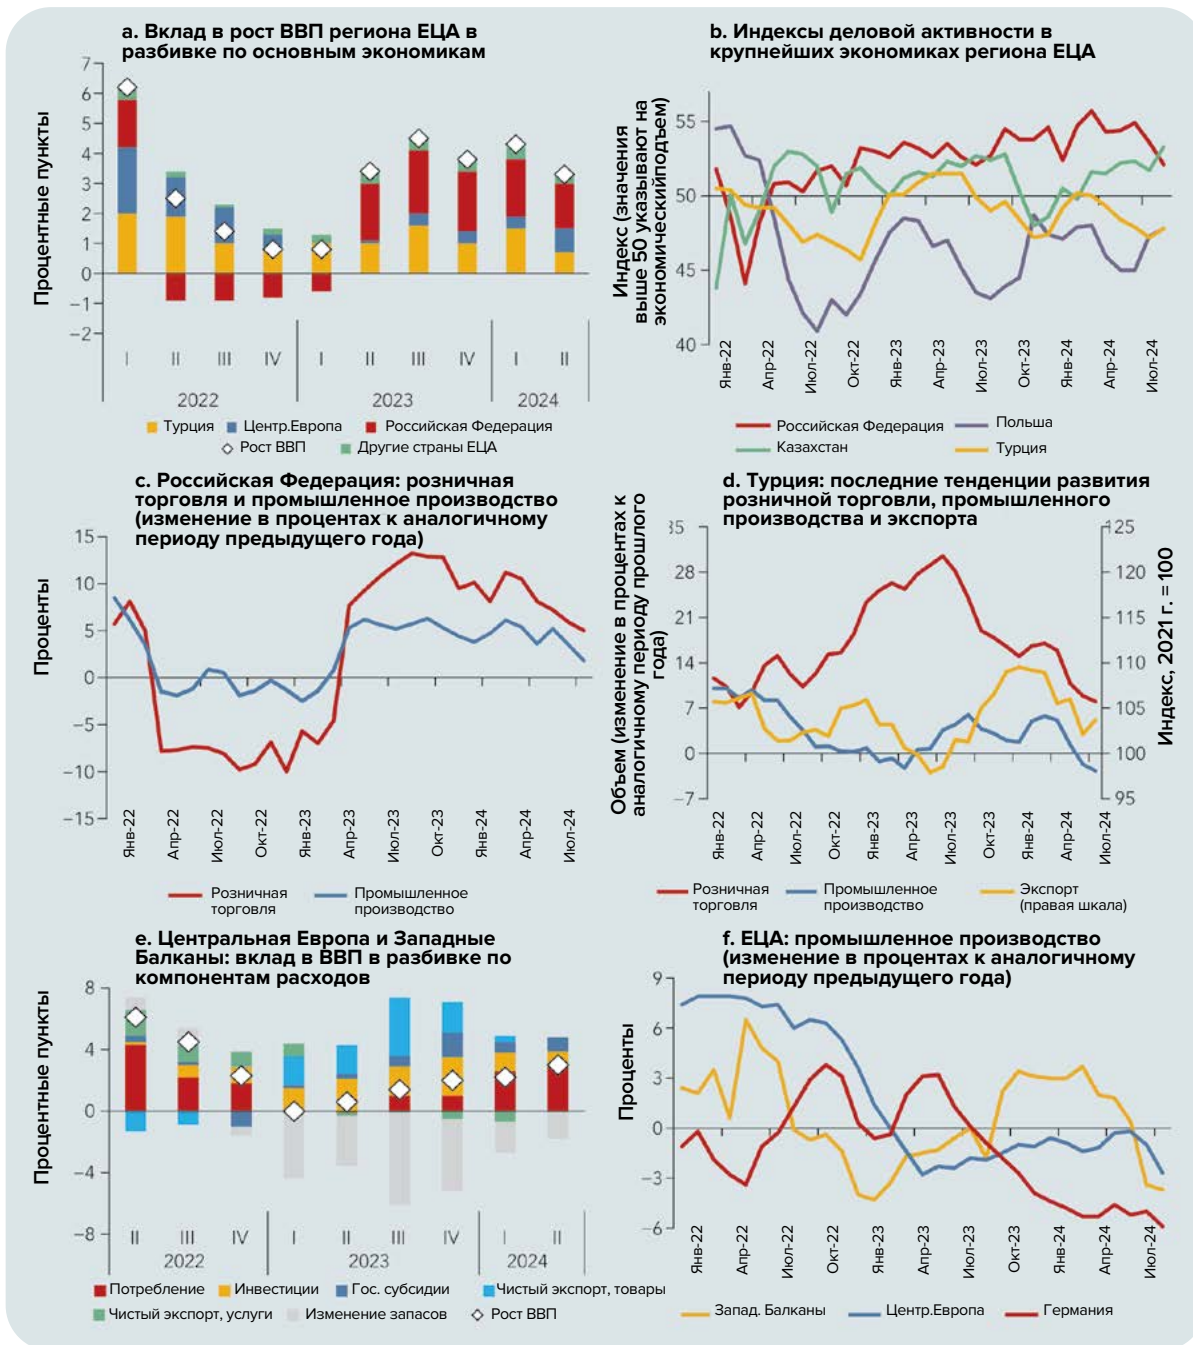 a. Вклад в рост ВВП региона ЕЦА в
разбивке по основным экономикам
Процентные пункты
7
6
5
4
3
2
1
0
−1
−2
I II III IV I II III IV I II
2022 2023 2024
Турция Центр.Европа Российская Федерация
Рост ВВП Другие страны ЕЦА
b. Индексы деловой активности в
крупнейших экономиках региона ЕЦА
Индекс (значения
выше 50 указывают на
экономическийподъем)
55
50
45
40
Янв-22 Апр-22 Июл-22 Окт-22 Янв-23 Апр-23 Июл-23 Окт-23 Янв-24 Апр-24 Июл-24
Российская Федерация Польша
Казахстан Турция
c. Российская Федерация: розничная
торговля и промышленное производство
(изменение в процентах к аналогичному
периоду предыдущего года)
Проценты
15
10
5
0
−5
−10
−15
Янв-22 Апр-22 Июл-22 Окт-22 Янв-23 Апр-23 Июл-23 Окт-23 Янв-24 Апр-24 Июл-24
Розничная
торговля
Промышленное
производство
d. Турция: последние тенденции развития
розничной торговли, промышленного
производства и экспорта
Объем (изменение в процентах к
аналогичному периоду прошлого
года)
35
28
21
14
7
0
−7
125
120
115
110
105
100
95
Индекс, 2021 г. = 100
Янв-22 Апр-22 Июл-22 Окт-22 Янв-23 Апр-23 Июл-23 Окт-23 Янв-24 Апр-24 Июл-24
Розничная
торговля
Промышленное
производство
Экспорт
(правая шкала)
e. Центральная Европа и Западные
Балканы: вклад в ВВП в разбивке по
компонентам расходов
Процентные пункты
8
4
0
−4
−8
II III IV I II III IV I II
2022 2023 2024
Потребление Инвестиции Гос. субсидии Чистый экспорт, товары
Чистый экспорт, услуги Изменение запасов Рост ВВП
f. ЕЦА: промышленное производство
(изменение в процентах к аналогичному
периоду предыдущего года)
Проценты
9
6
3
0
−3
−6
Янв-22 Апр-22 Июл-22 Окт-22 Янв-23 Апр-23 Июл-23 Окт-23 Янв-24 Апр-24 Июл-24
Запад. Балканы Центр.Европа Германия